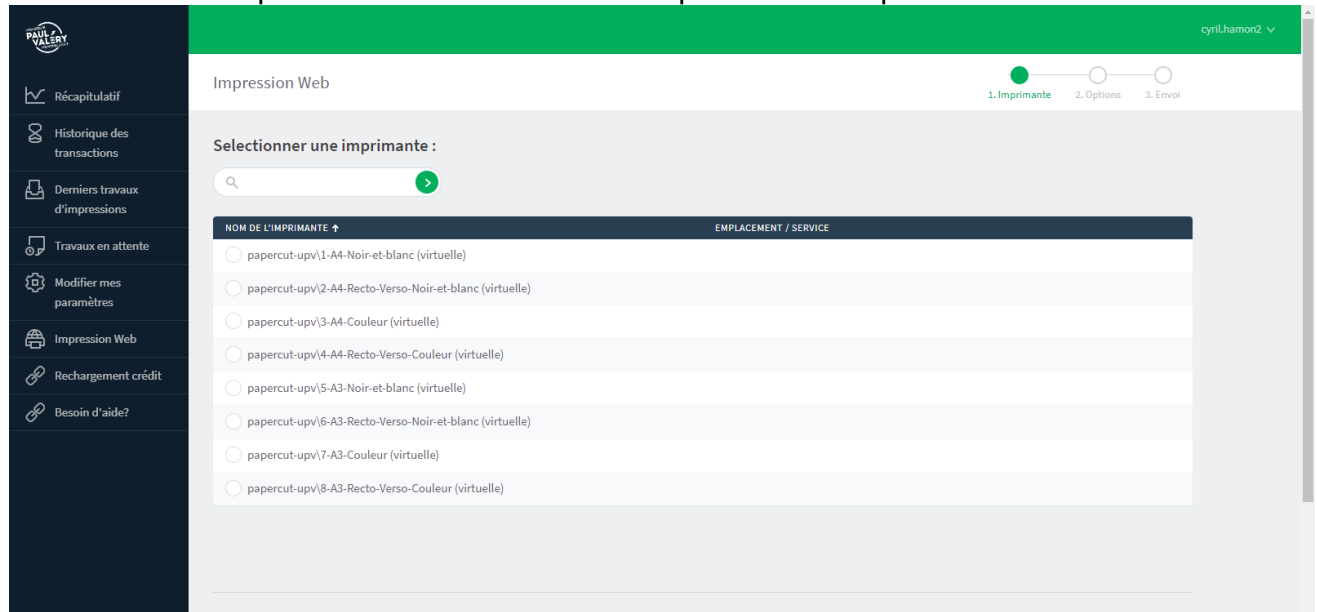 PAUL
VALÉRY
cyril.hamon2
Récapitulatif
Historique des
transactions
Derniers travaux
d'impressions
Travaux en attente
Modifier mes
paramètres
Impression Web
Rechargement crédit
Besoin d'aide?
Impression Web
1. Imprimante 2. Options 3. Envoi
Selectionner une imprimante :
NOM DE L'IMPRIMANTE ↑ EMPLACEMENT / SERVICE
papercut-upv\1-A4-Noir-et-blanc (virtuelle)
papercut-upv\2-A4-Recto-Verso-Noir-et-blanc (virtuelle)
papercut-upv\3-A4-Couleur (virtuelle)
papercut-upv\4-A4-Recto-Verso-Couleur (virtuelle)
papercut-upv\5-A3-Noir-et-blanc (virtuelle)
papercut-upv\6-A3-Recto-Verso-Noir-et-blanc (virtuelle)
papercut-upv\7-A3-Couleur (virtuelle)
papercut-upv\8-A3-Recto-Verso-Couleur (virtuelle)